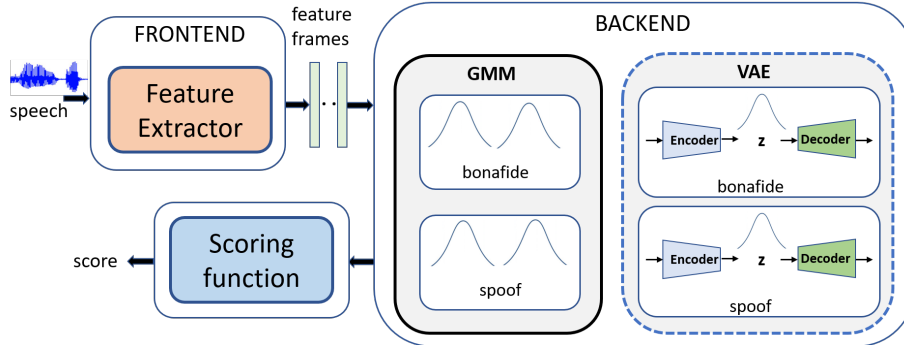 FRONTEND
feature
frames
BACKEND
speech
Feature
Extractor
GMM
bonafide
spoof
VAE
Encoder
z
Decoder
bonafide
Encoder
z
Decoder
spoof
Scoring
function
score